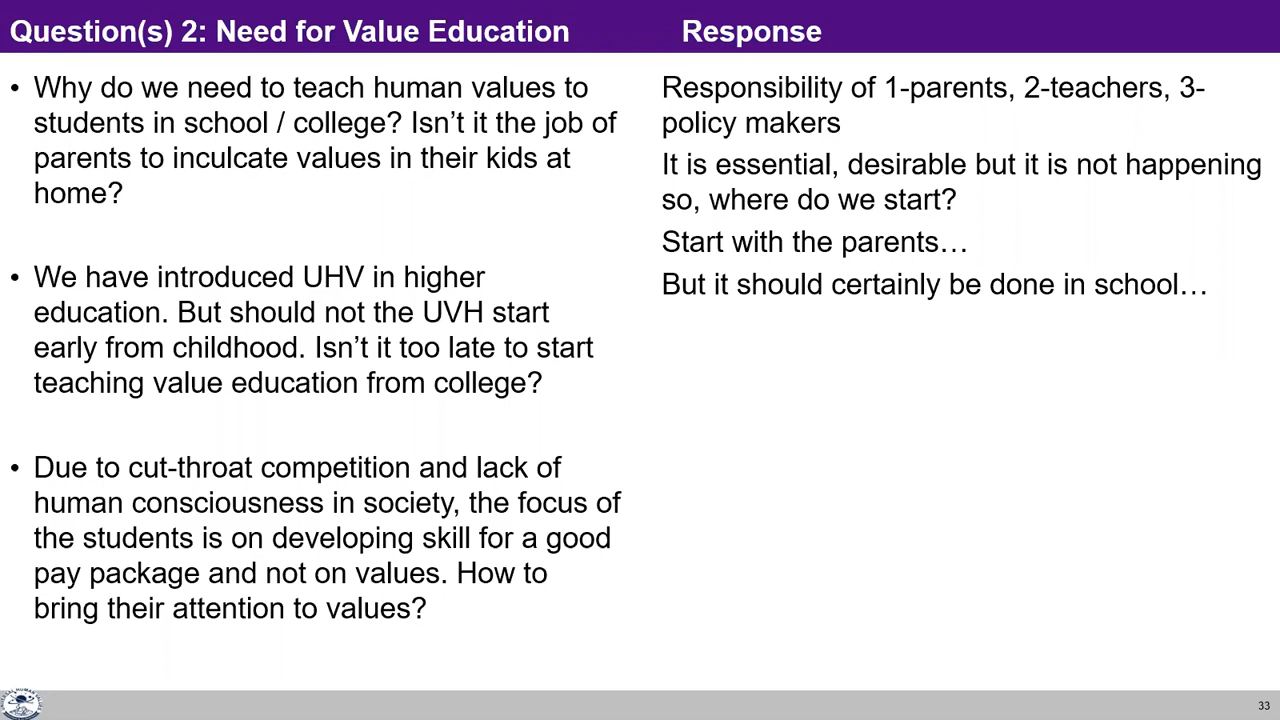 Question(s) 2: Need for Value Education
Response
• Why do we need to teach human values to
students in school / college? Isn’t it the job of
parents to inculcate values in their kids at
home?
• We have introduced UHV in higher
education. But should not the UVH start
early from childhood. Isn’t it too late to start
teaching value education from college?
• Due to cut-throat competition and lack of
human consciousness in society, the focus of
the students is on developing skill for a good
pay package and not on values. How to
bring their attention to values?
Responsibility of 1-parents, 2-teachers, 3-
policy makers
It is essential, desirable but it is not happening
so, where do we start?
Start with the parents…
But it should certainly be done in school…
33